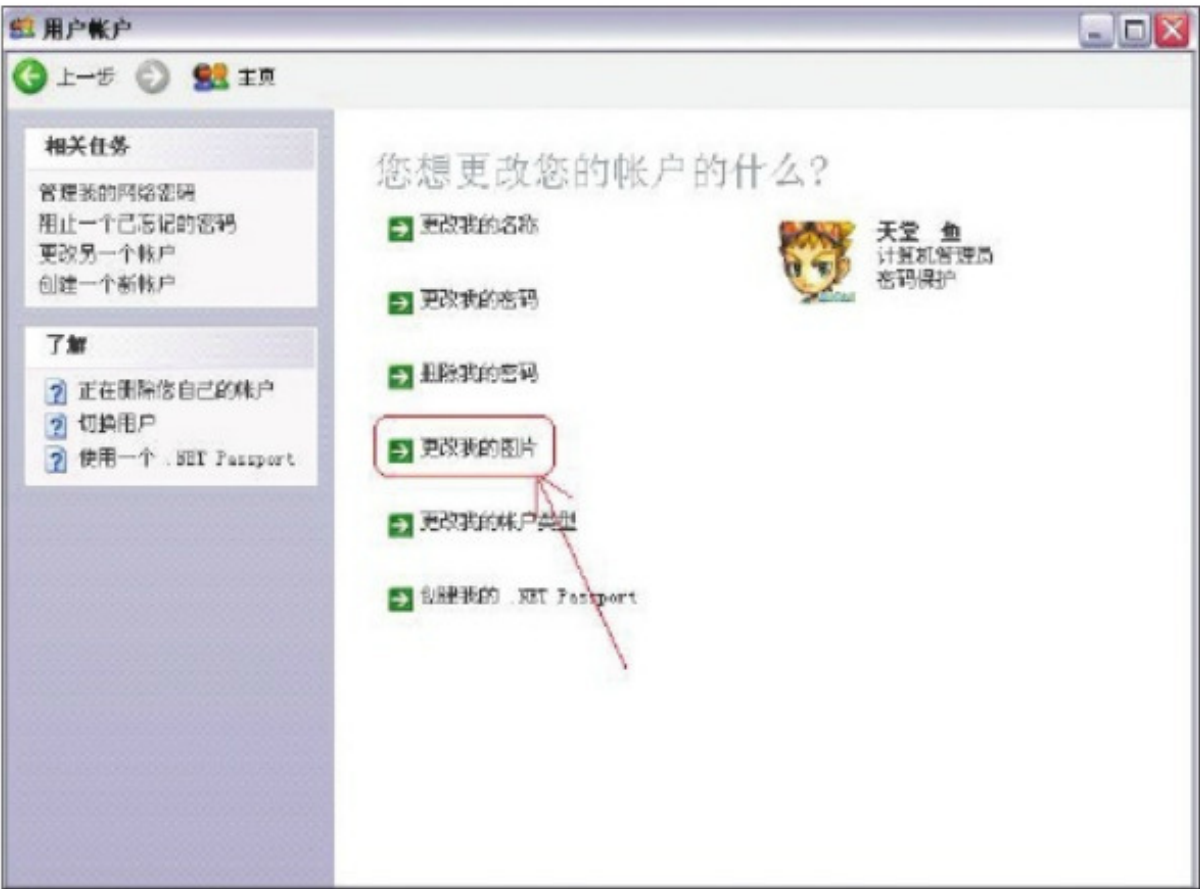 用户帐户
上一步 主页
相关任务
管理我的网络密码
阻止一个已忘记的密码
更改另一个帐户
创建一个新帐户
了解
正在删除您自己的帐户
切换用户
使用一个 .NET Passport
您想更改您的帐户的什么?
更改我的名称
更改我的密码
删除我的密码
更改我的图片
更改我的帐户类型
创建我的 .NET Passport
天堂 鱼
计算机管理员
密码保护